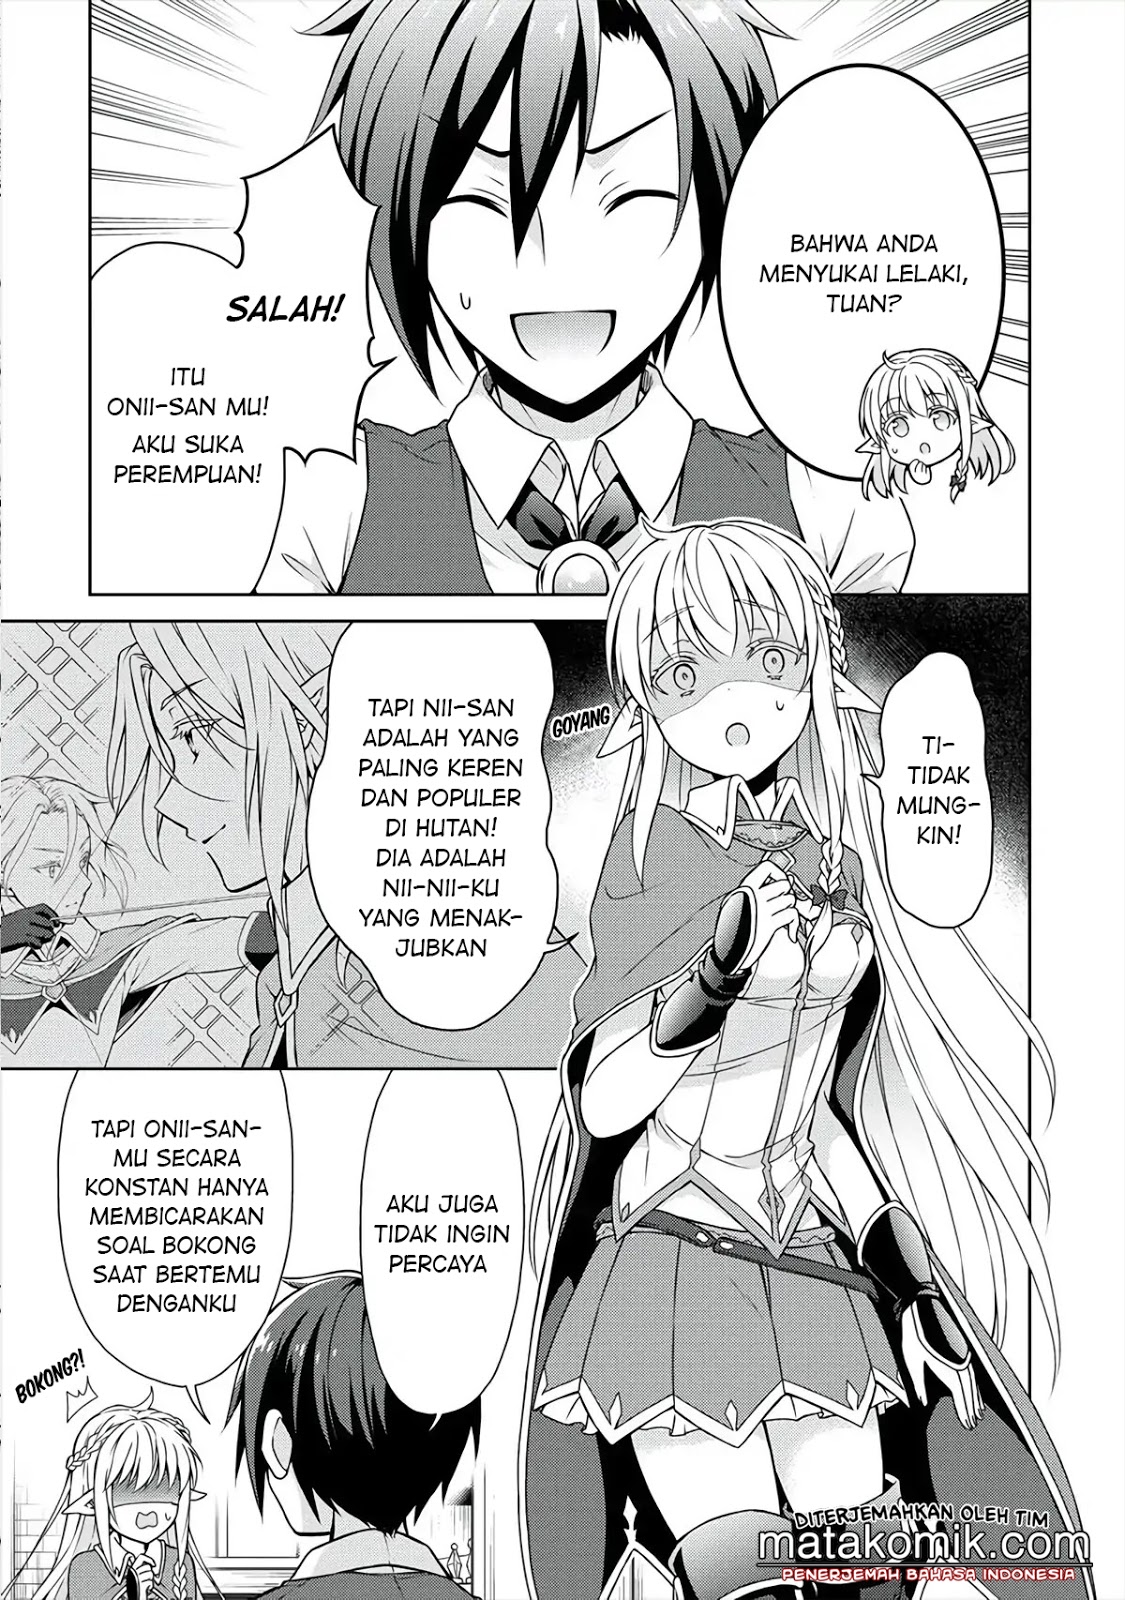 BAHWA ANDA
MENYUKAI LELAKI,
TUAN?
SALAH!
ITU
ONII-SAN MU!
AKU SUKA
PEREMPUAN!
TI-
TIDAK
MUNG-
KIN!
GOYANG
TAPI NII-SAN
ADALAH YANG
PALING KEREN
DAN POPULER
DI HUTAN!
DIA ADALAH
NII-NII-KU
YANG MENAK-
JUBKAN
AKU JUGA
TIDAK INGIN
PERCAYA
TAPI ONII-SAN-
MU SECARA
KONSTAN HANYA
MEMBICARAKAN
SOAL BOKONG
SAAT BERTEMU
DENGANKU
BOKONG?!
DITERJEMAHKAN OLEH TIM
matakomik.com
PENERJEMAH BAHASA INDONESIA